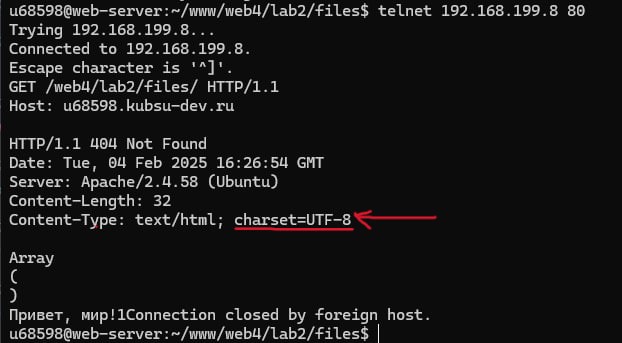 u68598@web-server:~/www/web4/lab2/files$ telnet 192.168.199.8 80
Trying 192.168.199.8...
Connected to 192.168.199.8.
Escape character is '^]'.
GET /web4/lab2/files/ HTTP/1.1
Host: u68598.kubsu-dev.ru

HTTP/1.1 404 Not Found
Date: Tue, 04 Feb 2025 16:26:54 GMT
Server: Apache/2.4.58 (Ubuntu)
Content-Length: 32
Content-Type: text/html; charset=UTF-8

Array
(
)
Привет, мир!1Connection closed by foreign host.
u68598@web-server:~/www/web4/lab2/files$